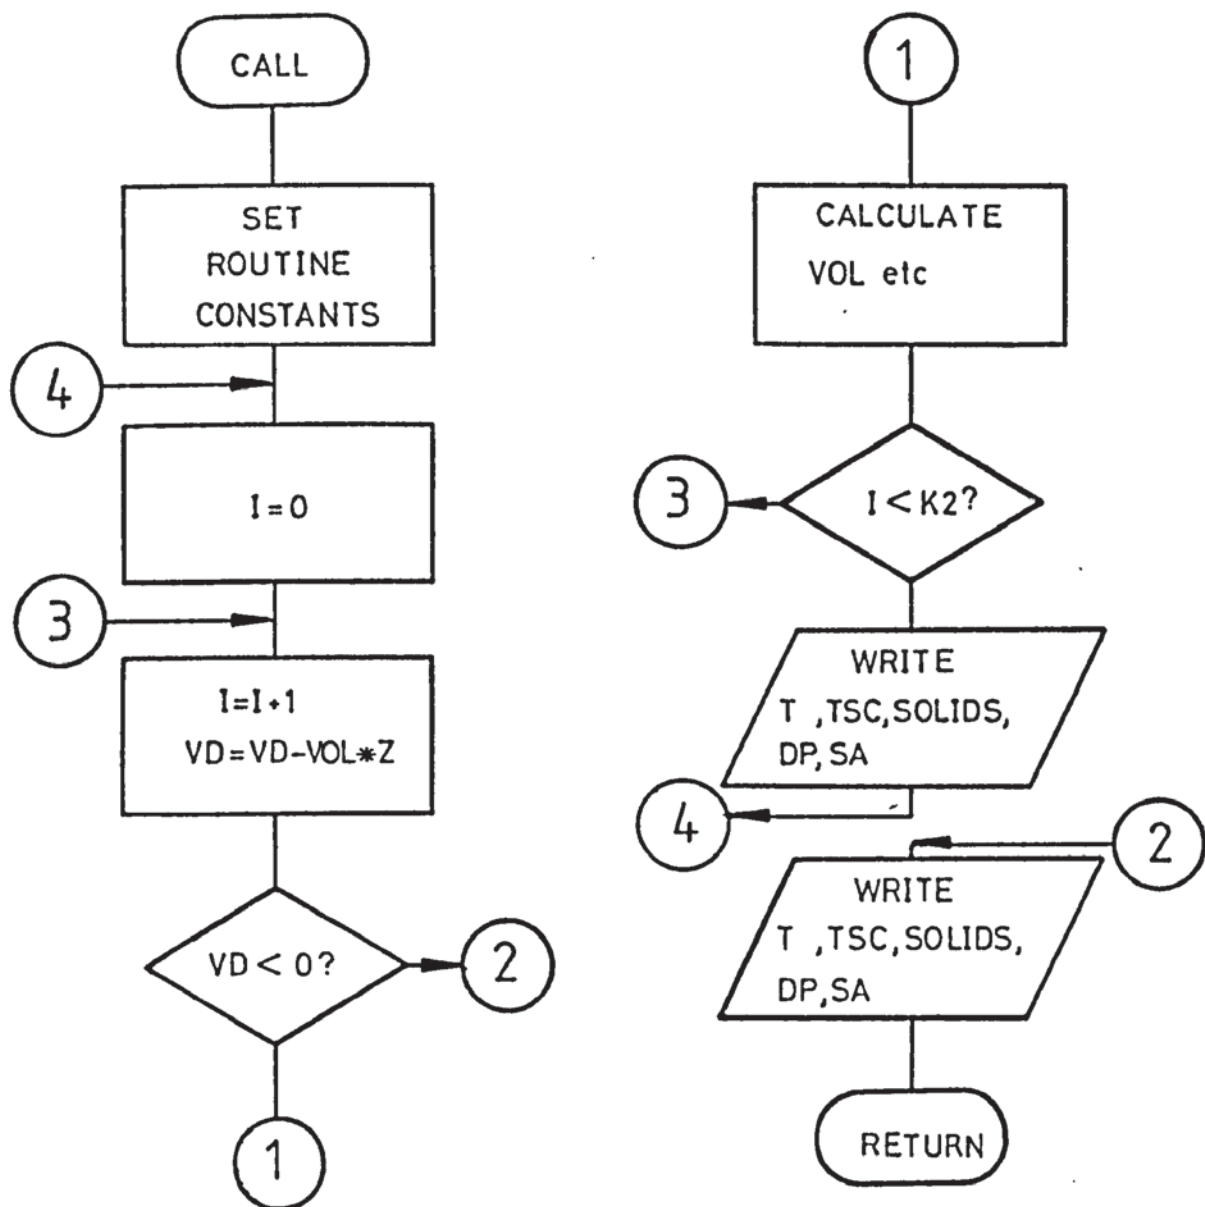 CALL
SET
ROUTINE
CONSTANTS
4
I=0
3
I=I+1
VD=VD-VOL*Z
VD<0?
2
1
1
CALCULATE
VOL etc
I<K2?
3
WRITE
T ,TSC,SOLIDS,
DP,SA
4
2
WRITE
T ,TSC,SOLIDS,
DP,SA
RETURN